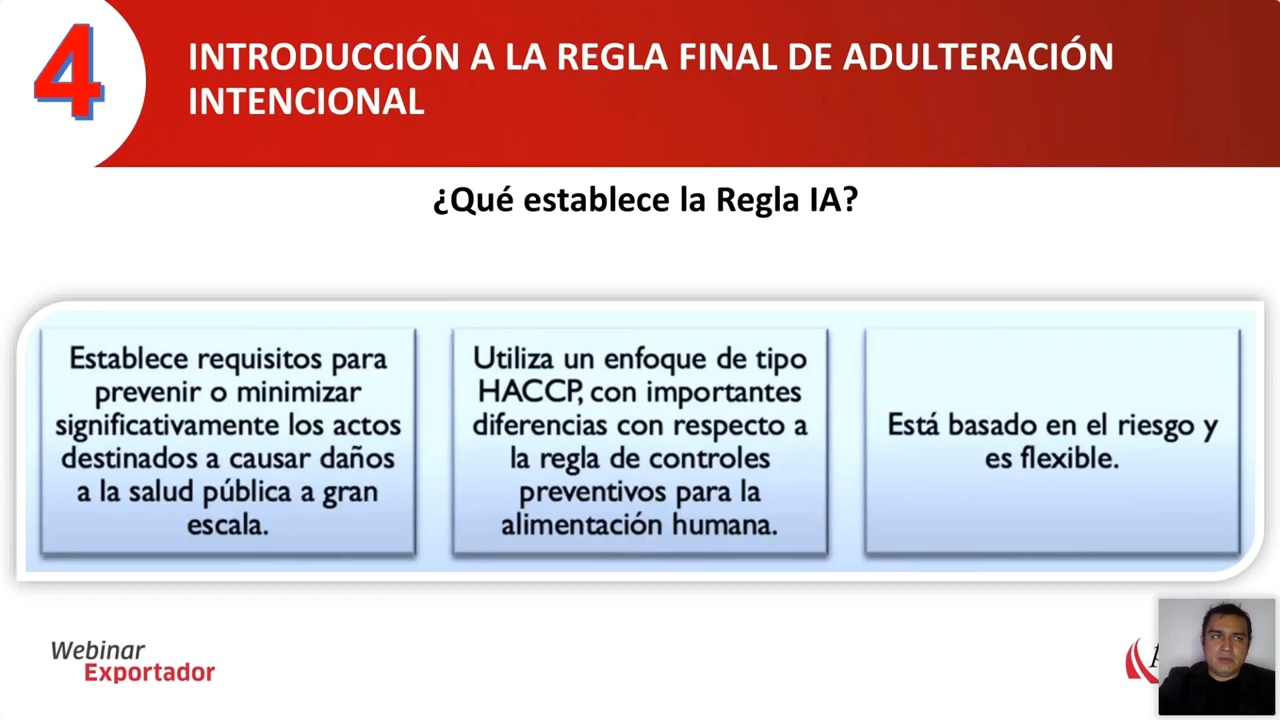 4
INTRODUCCIÓN A LA REGLA FINAL DE ADULTERACIÓN
INTENCIONAL
¿Qué establece la Regla IA?
Establece requisitos para
prevenir o minimizar
significativamente los actos
destinados a causar daños
a la salud pública a gran
escala.
Utiliza un enfoque de tipo
HACCP, con importantes
diferencias con respecto a
la regla de controles
preventivos para la
alimentación humana.
Está basado en el riesgo y
es flexible.
Webinar
Exportador